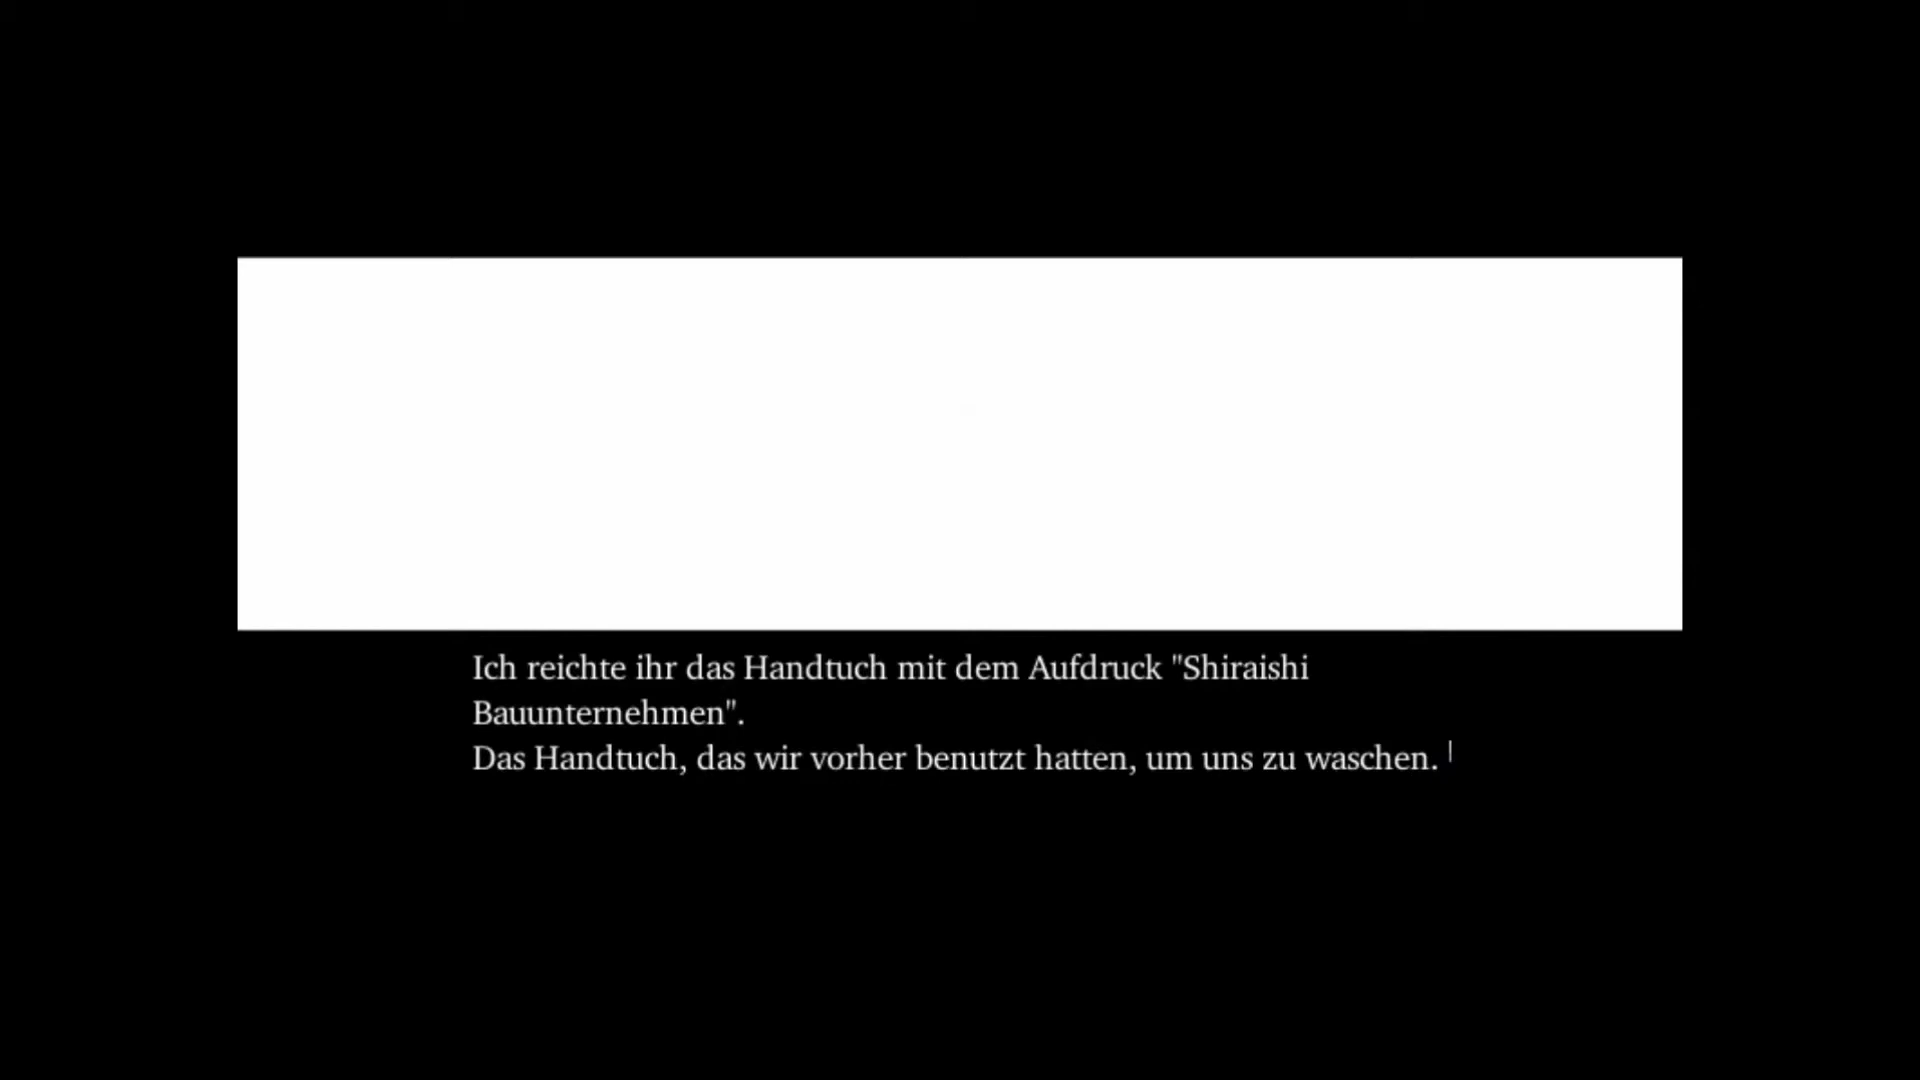 Ich reichte ihr das Handtuch mit dem Aufdruck "Shiraishi
Bauunternehmen".
Das Handtuch, das wir vorher benutzt hatten, um uns zu waschen.